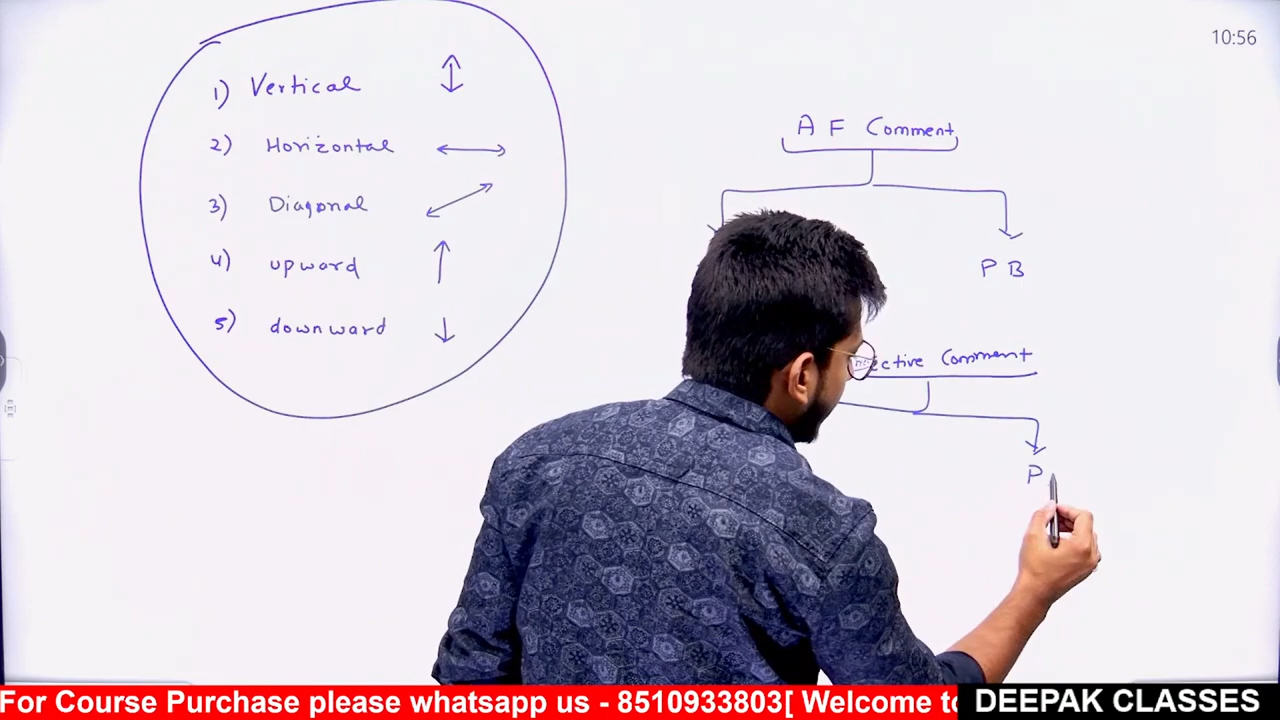 10:56
1) Vertical
2) Horizontal
3) Diagonal
4) upward
5) downward
A F Comment
P B
ective Comment
P
For Course Purchase please whatsapp us - 8510933803[ Welcome to
DEEPAK CLASSES